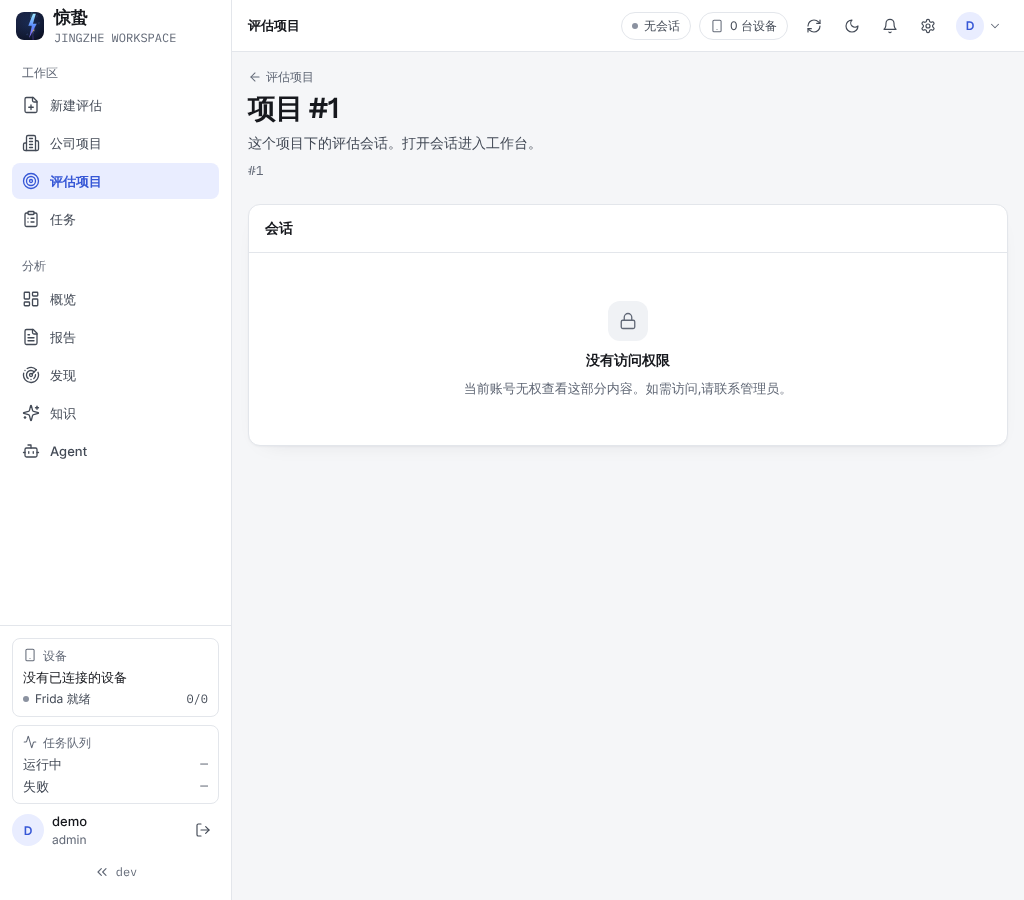 惊蛰
JINGZHE WORKSPACE
工作区
新建评估
公司项目
评估项目
任务
分析
概览
报告
发现
知识
Agent
设备
没有已连接的设备
Frida 就绪 0/0
任务队列
运行中 —
失败 —
D
demo
admin
dev
评估项目
无会话
0 台设备
D
评估项目
项目 #1
这个项目下的评估会话。打开会话进入工作台。
#1
会话
没有访问权限
当前账号无权查看这部分内容。如需访问,请联系管理员。